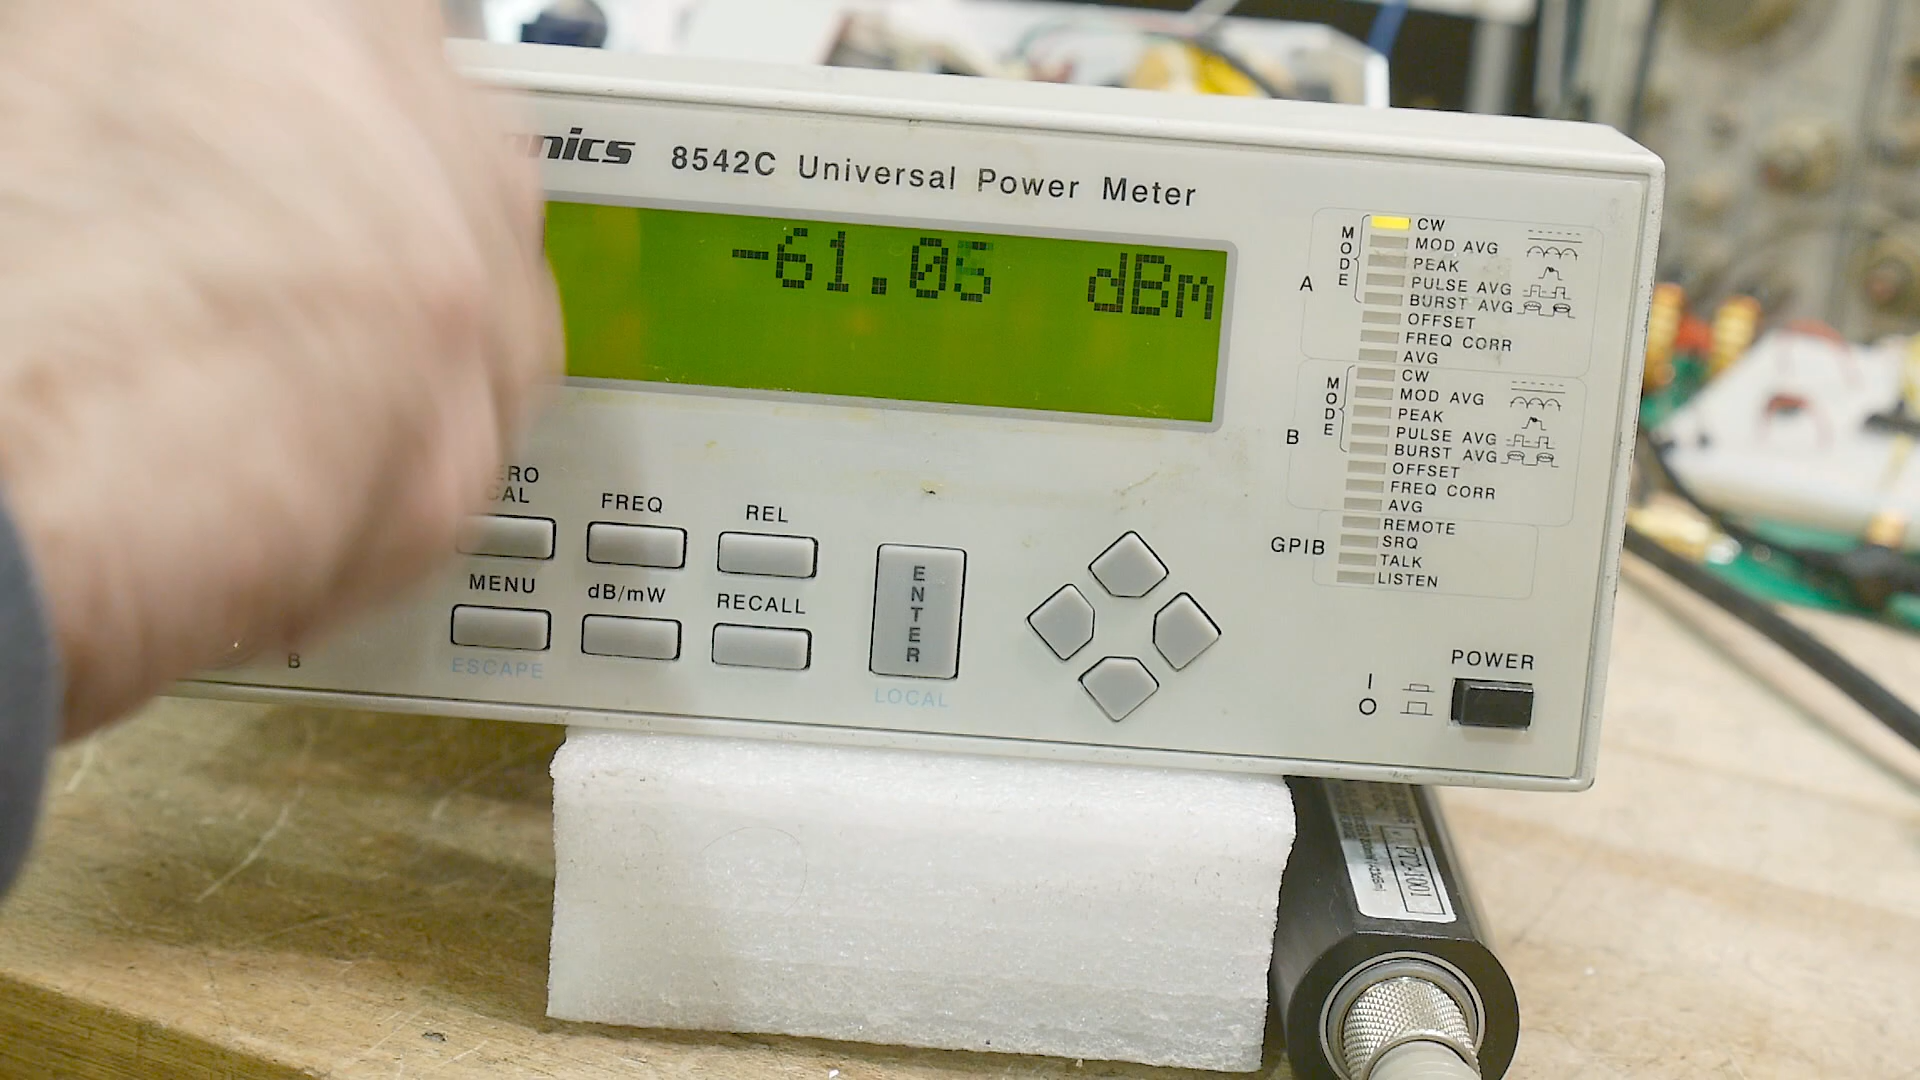 nics 8542C Universal Power Meter
-61.05 dBm
A
MODE
CW
MOD AVG
PEAK
PULSE AVG
BURST AVG
OFFSET
FREQ CORR
AVG
B
MODE
CW
MOD AVG
PEAK
PULSE AVG
BURST AVG
OFFSET
FREQ CORR
AVG
GPIB
REMOTE
SRQ
TALK
LISTEN
ERO
CAL
FREQ
REL
MENU
dB/mW
RECALL
ESCAPE
ENTER
LOCAL
B
POWER
I
O